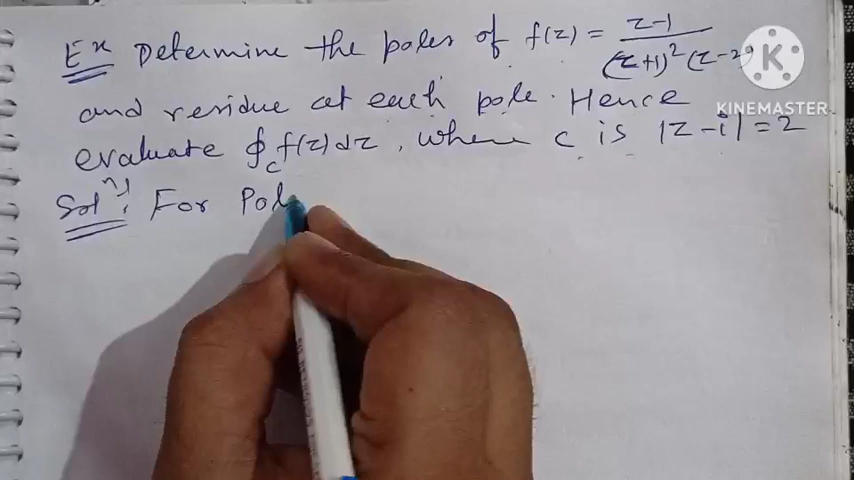 Ex Determine the poles of f(z) = z-1 / (z+1)² (z-2)
and residue at each pole. Hence
evaluate ∮_C f(z) dz, where C is |z-i| = 2
Solⁿ: For Pol
KINEMASTER